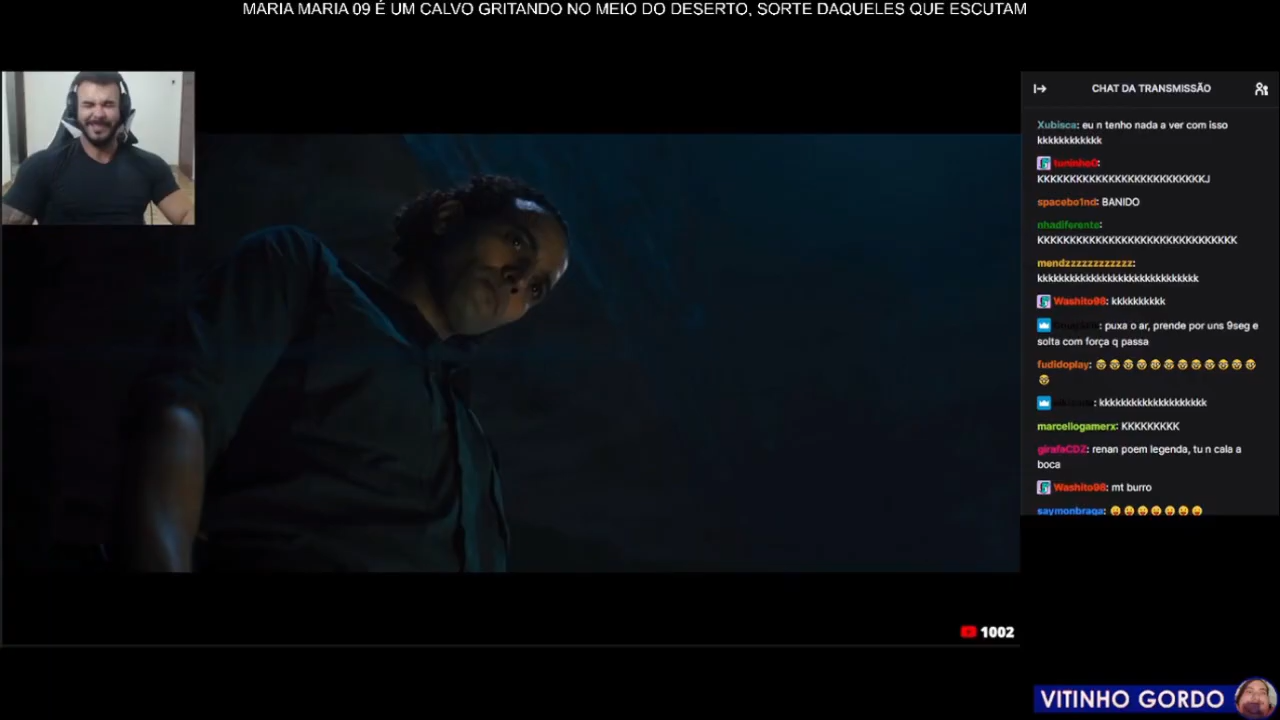 MARIA MARIA 09 É UM CALVO GRITANDO NO MEIO DO DESERTO, SORTE DAQUELES QUE ESCUTAM
CHAT DA TRANSMISSÃO
Xubisca: eu n tenho nada a ver com isso
kkkkkkkkkkkk
tuninho0:
KKKKKKKKKKKKKKKKKKKKKKKKKKJ
spacebo1nd: BANIDO
nhadiferente:
KKKKKKKKKKKKKKKKKKKKKKKKKKKKKKK
mendzzzzzzzzzzzz:
kkkkkkkkkkkkkkkkkkkkkkkkkkkkkk
Washito98: kkkkkkkkkk
: puxa o ar, prende por uns 9seg e
solta com força q passa
fudidoplay:
: kkkkkkkkkkkkkkkkkkkk
marcellogamerx: KKKKKKKKK
girafaCDZ: renan poem legenda, tu n cala a
boca
Washito98: mt burro
saymonbraga:
1002
VITINHO GORDO